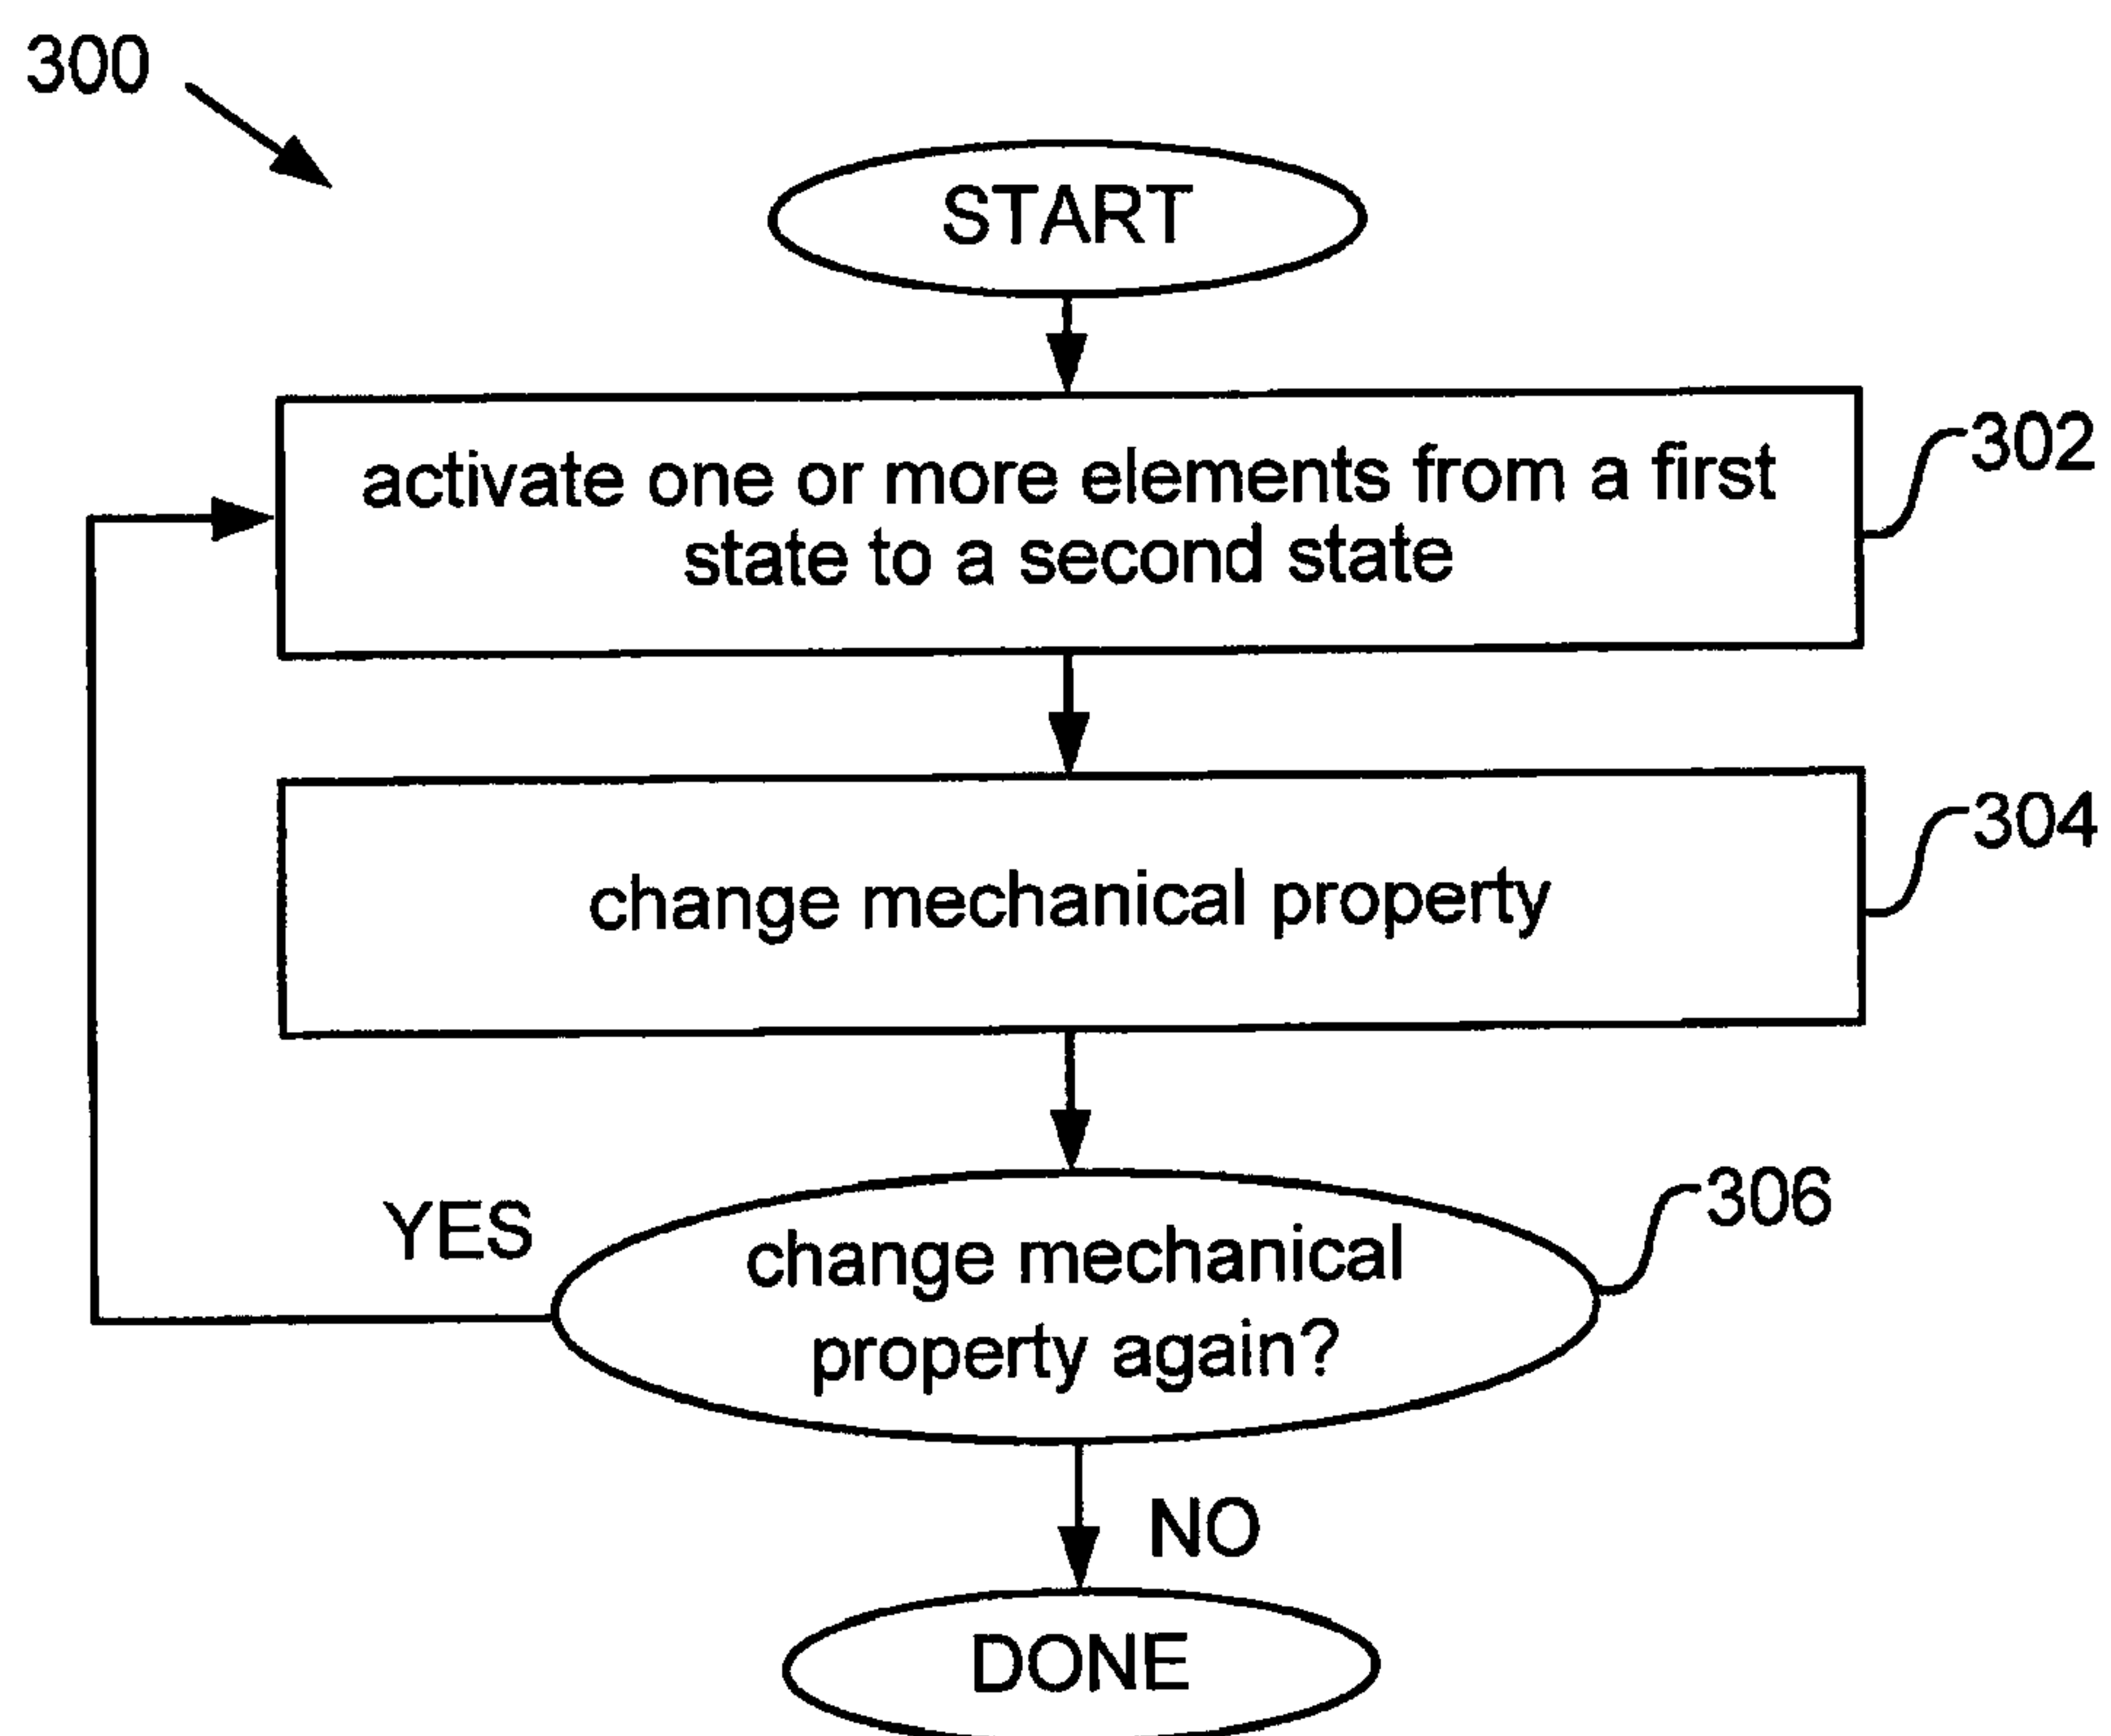 300
START
activate one or more elements from a first
state to a second state
302
change mechanical property
304
change mechanical
property again?
306
YES
NO
DONE